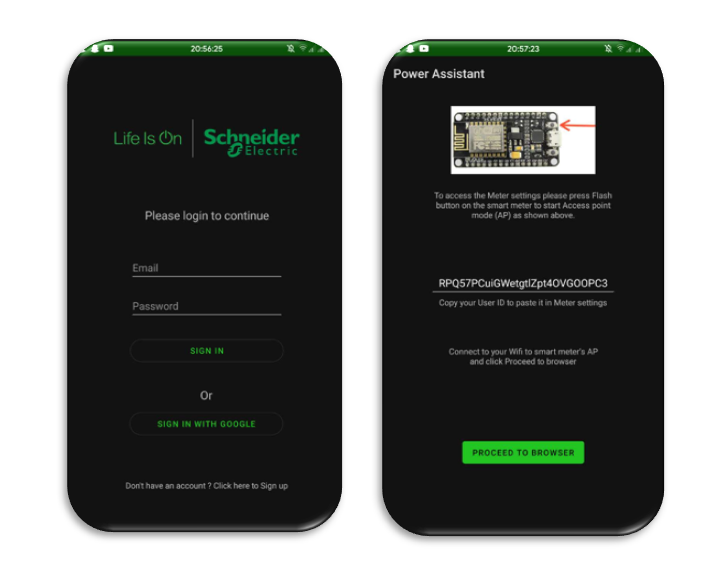 20:56:25
Life Is On
Schneider
Electric
Please login to continue
Email
Password
SIGN IN
Or
SIGN IN WITH GOOGLE
Don't have an account ? Click here to Sign up
20:57:23
Power Assistant
To access the Meter settings please press Flash
button on the smart meter to start Access point
mode (AP) as shown above.
RPQ57PCuiGWetgtlZpt4OVGOOPC3
Copy your User ID to paste it in Meter settings
Connect to your Wifi to smart meter's AP
and click Proceed to browser
PROCEED TO BROWSER